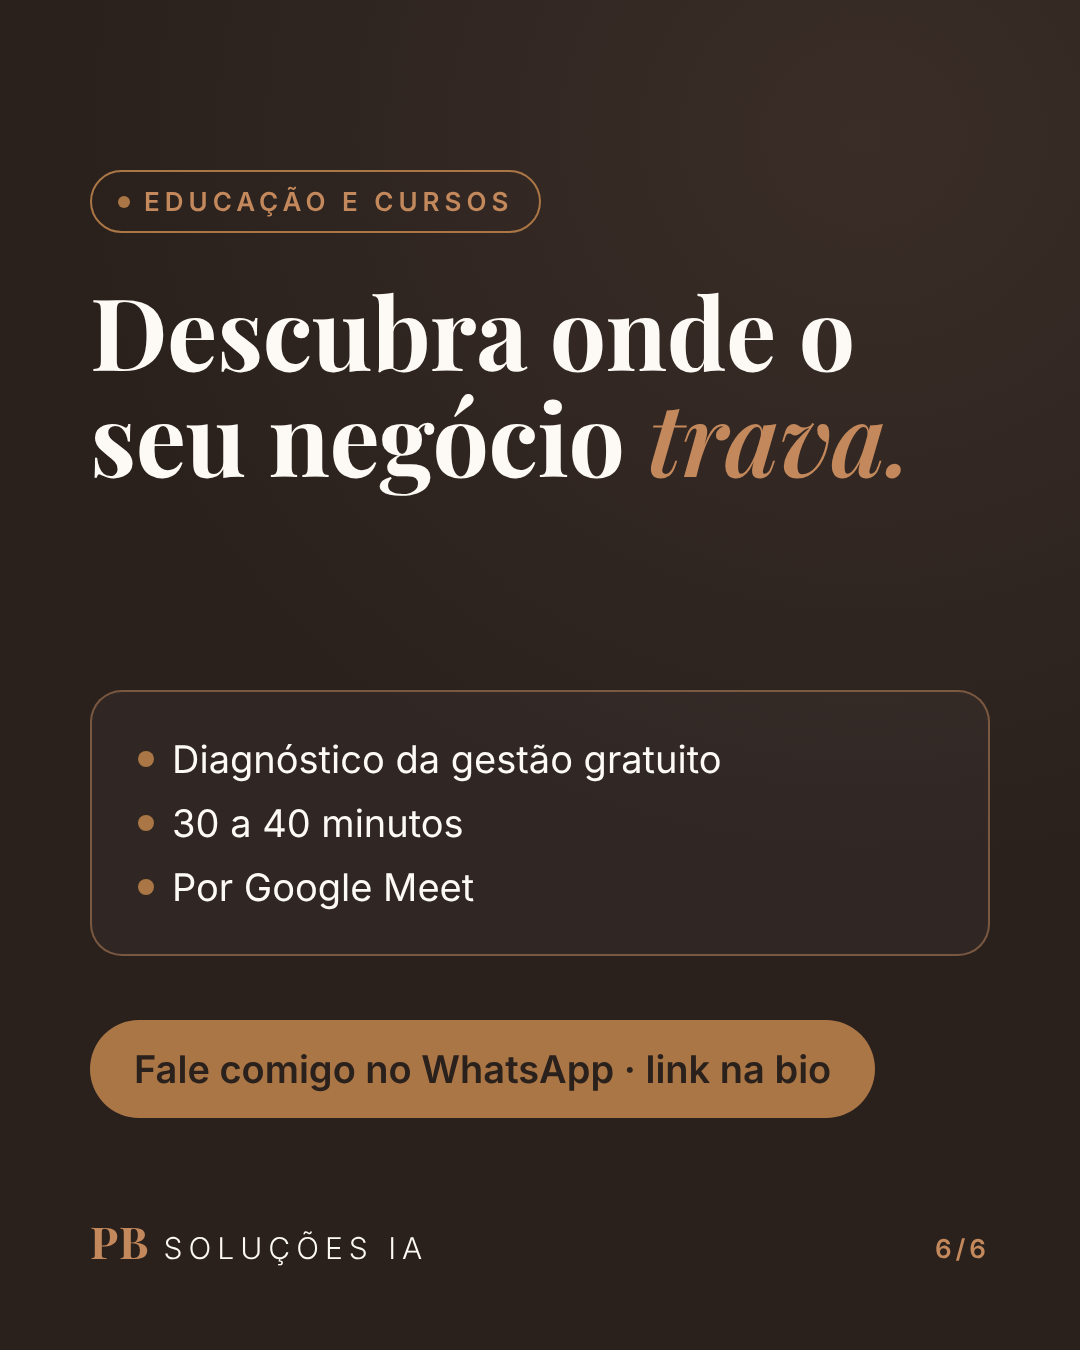 EDUCAÇÃO E CURSOS
Descubra onde o
seu negócio trava.
Diagnóstico da gestão gratuito
30 a 40 minutos
Por Google Meet
Fale comigo no WhatsApp · link na bio
PB SOLUÇÕES IA
6/6